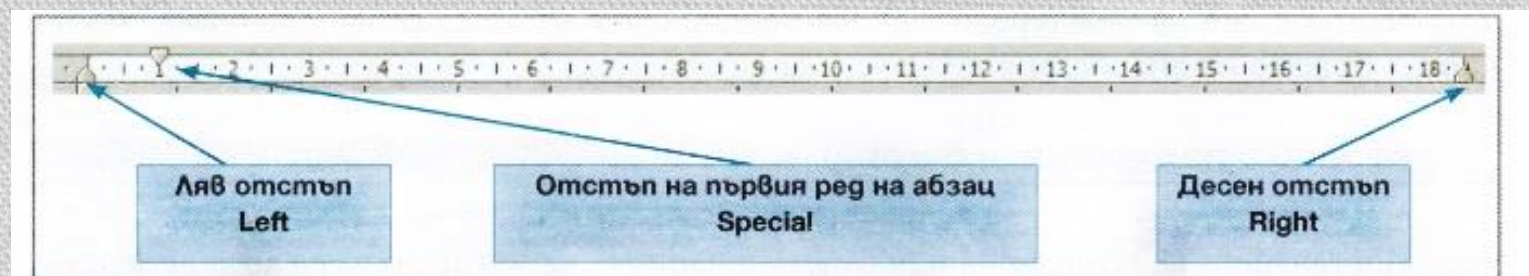 1 2 3 4 5 6 7 8 9 10 11 12 13 14 15 16 17 18
Ляв отстъп
Left
Отстъп на първия ред на абзац
Special
Десен отстъп
Right